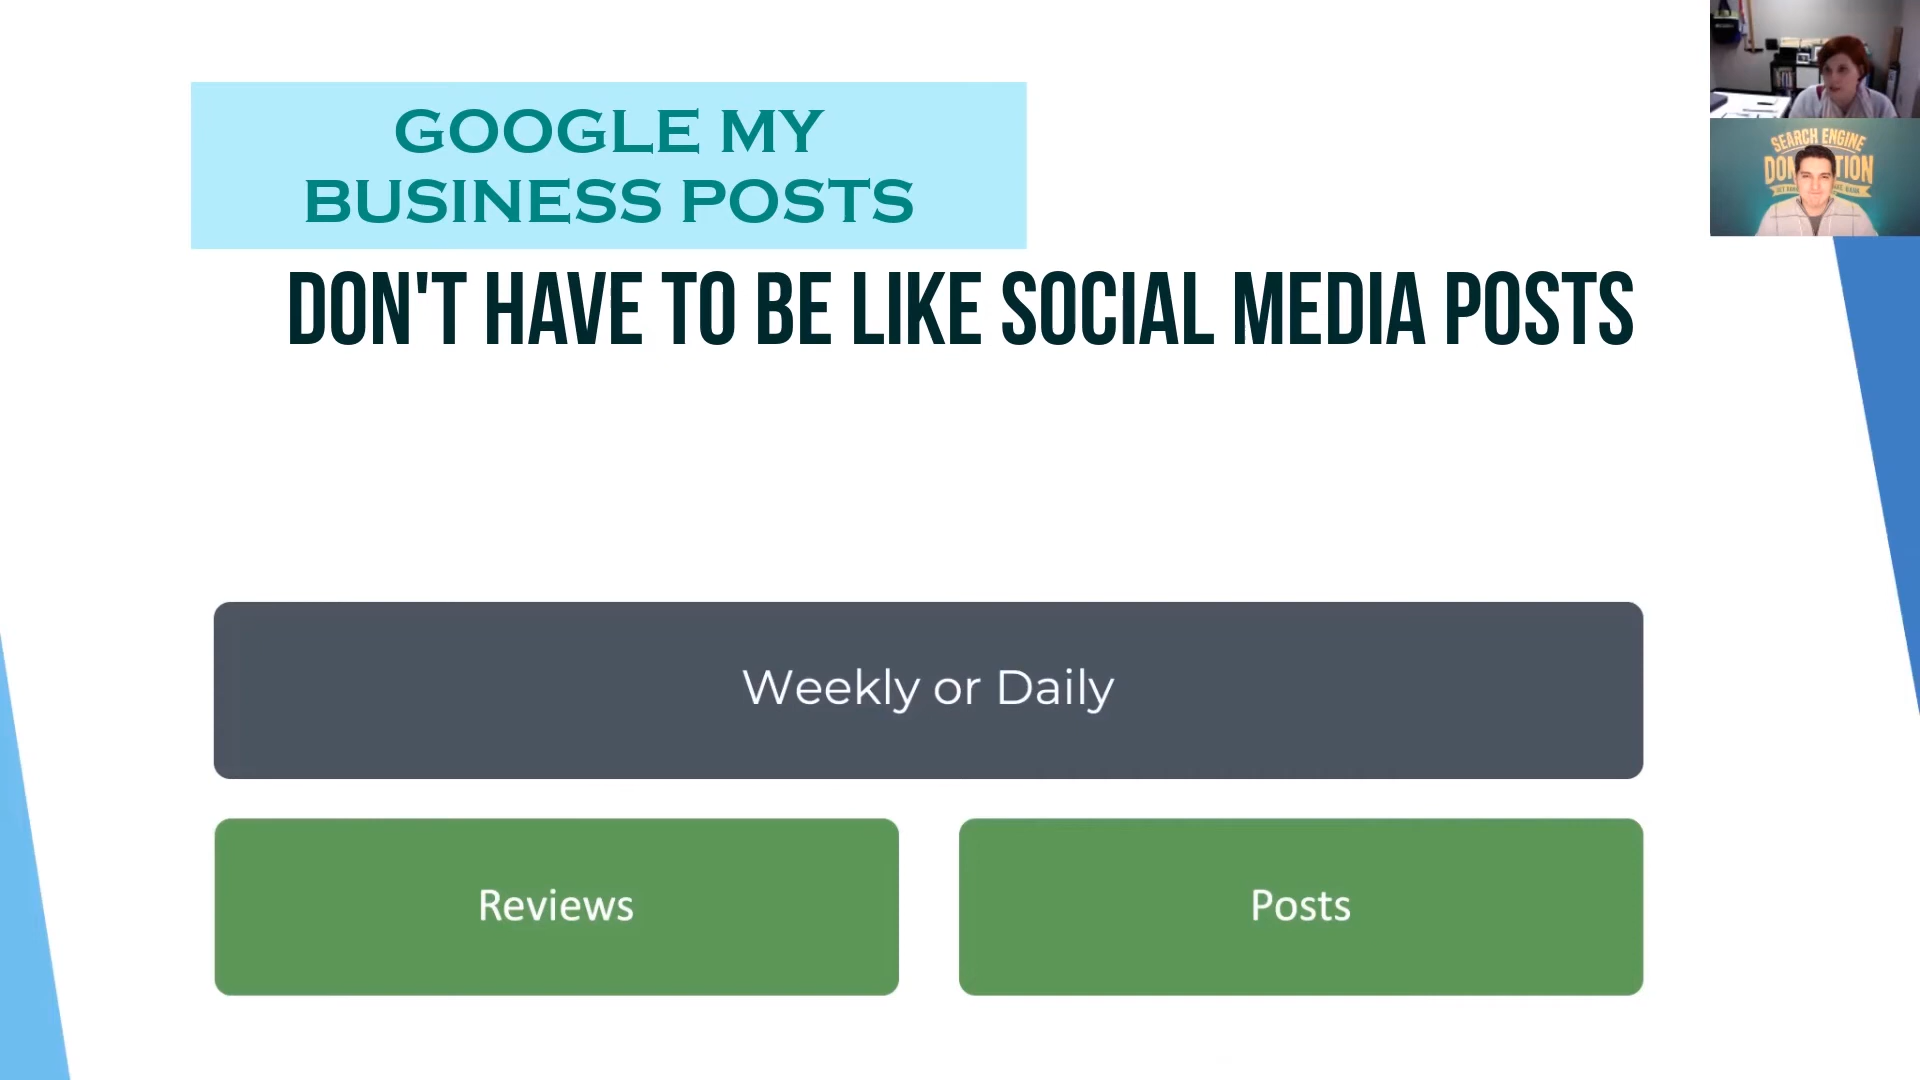 GOOGLE MY
BUSINESS POSTS
DON'T HAVE TO BE LIKE SOCIAL MEDIA POSTS
SEARCH ENGINE
Weekly or Daily
Reviews
Posts